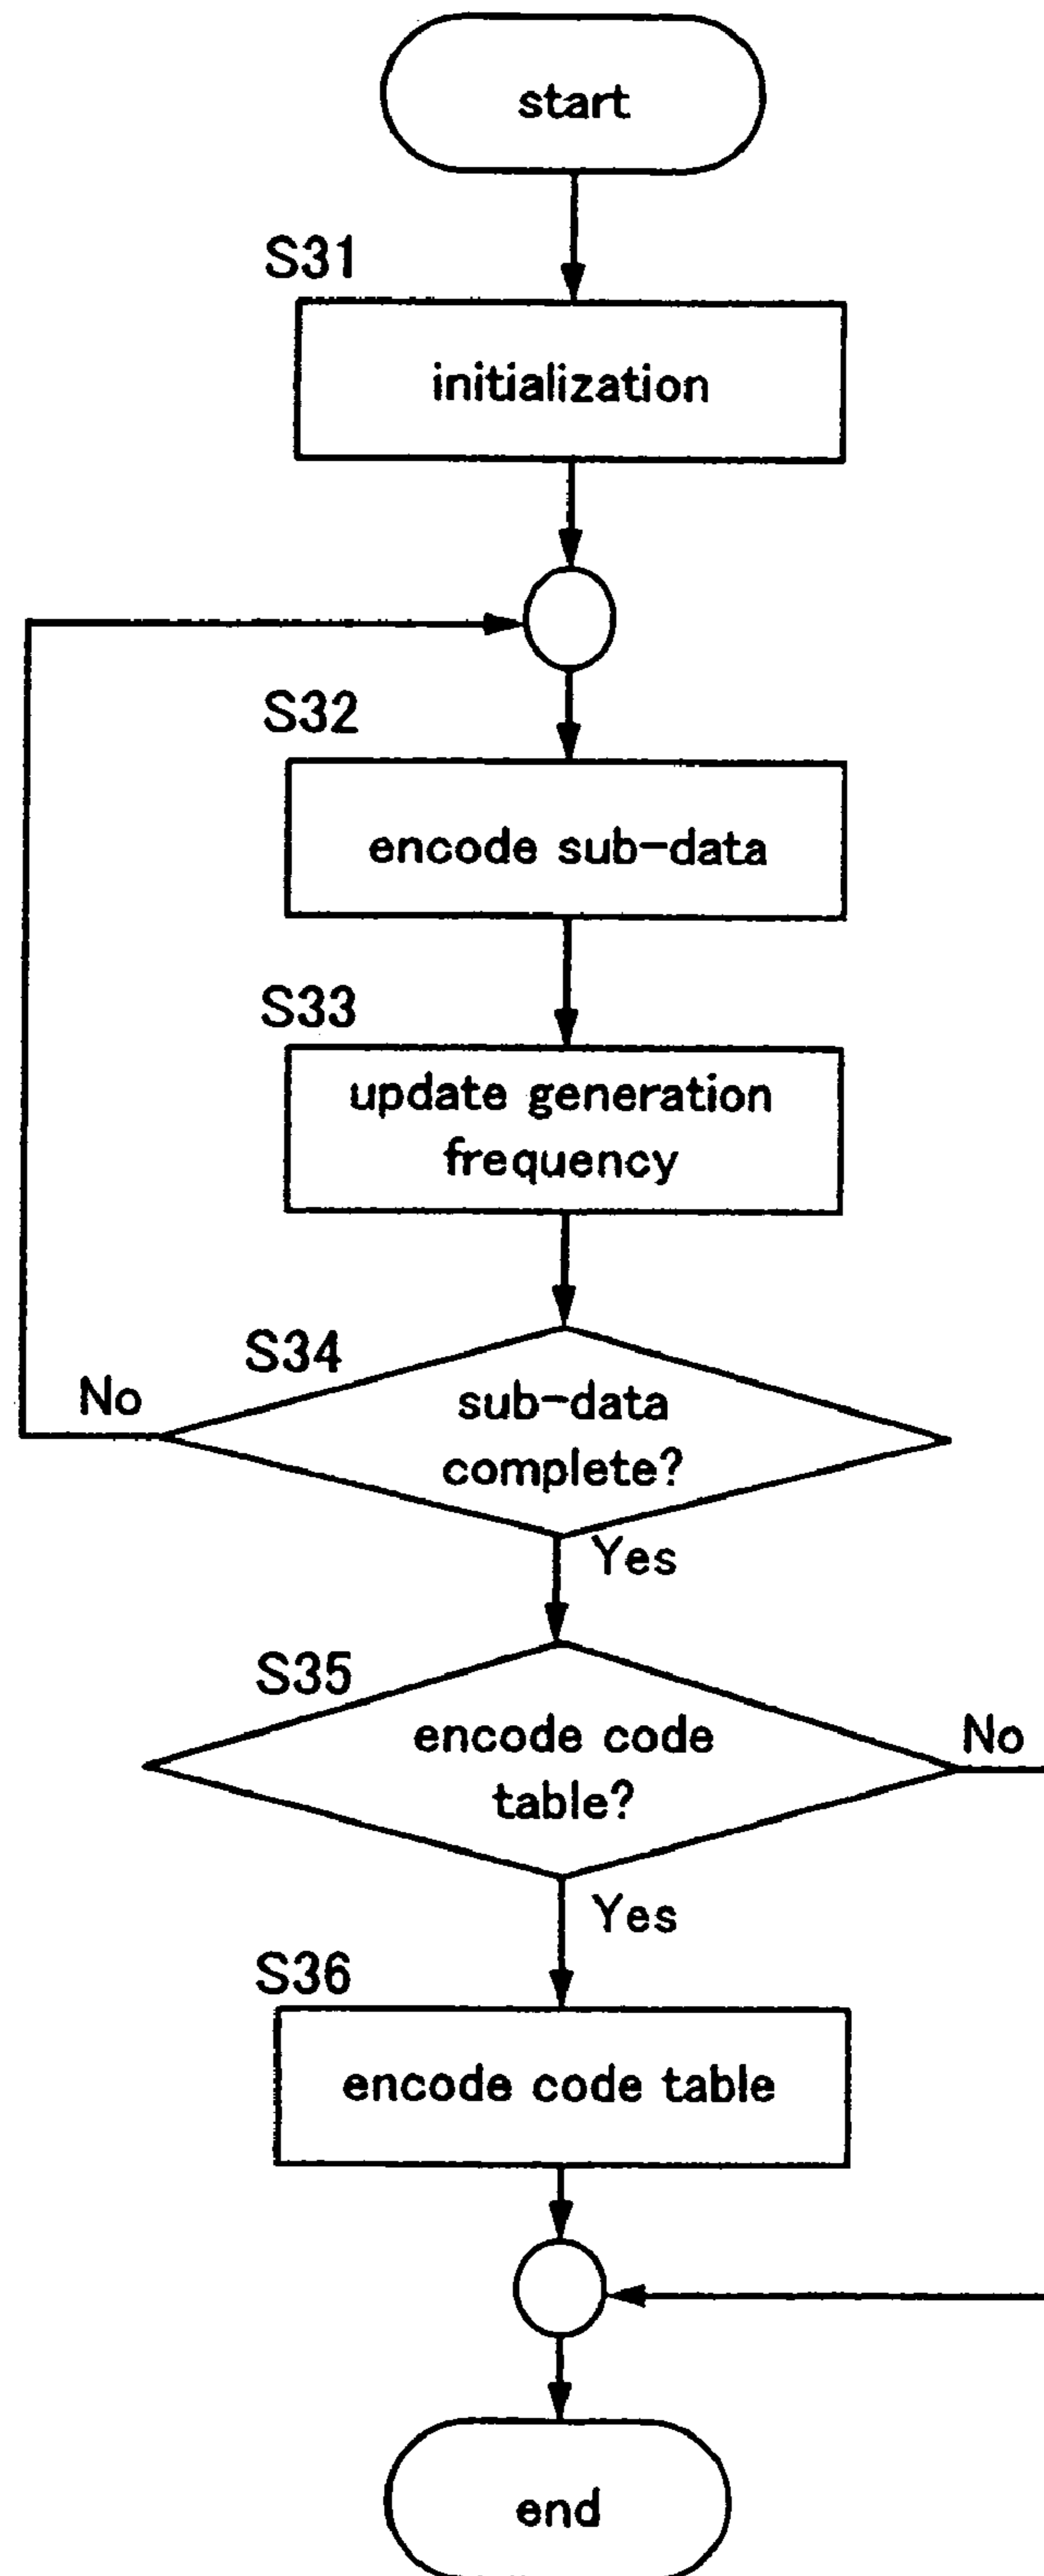 start
S31
initialization
S32
encode sub-data
S33
update generation
frequency
S34
No
sub-data
complete?
Yes
S35
encode code
table?
No
Yes
S36
encode code table
end